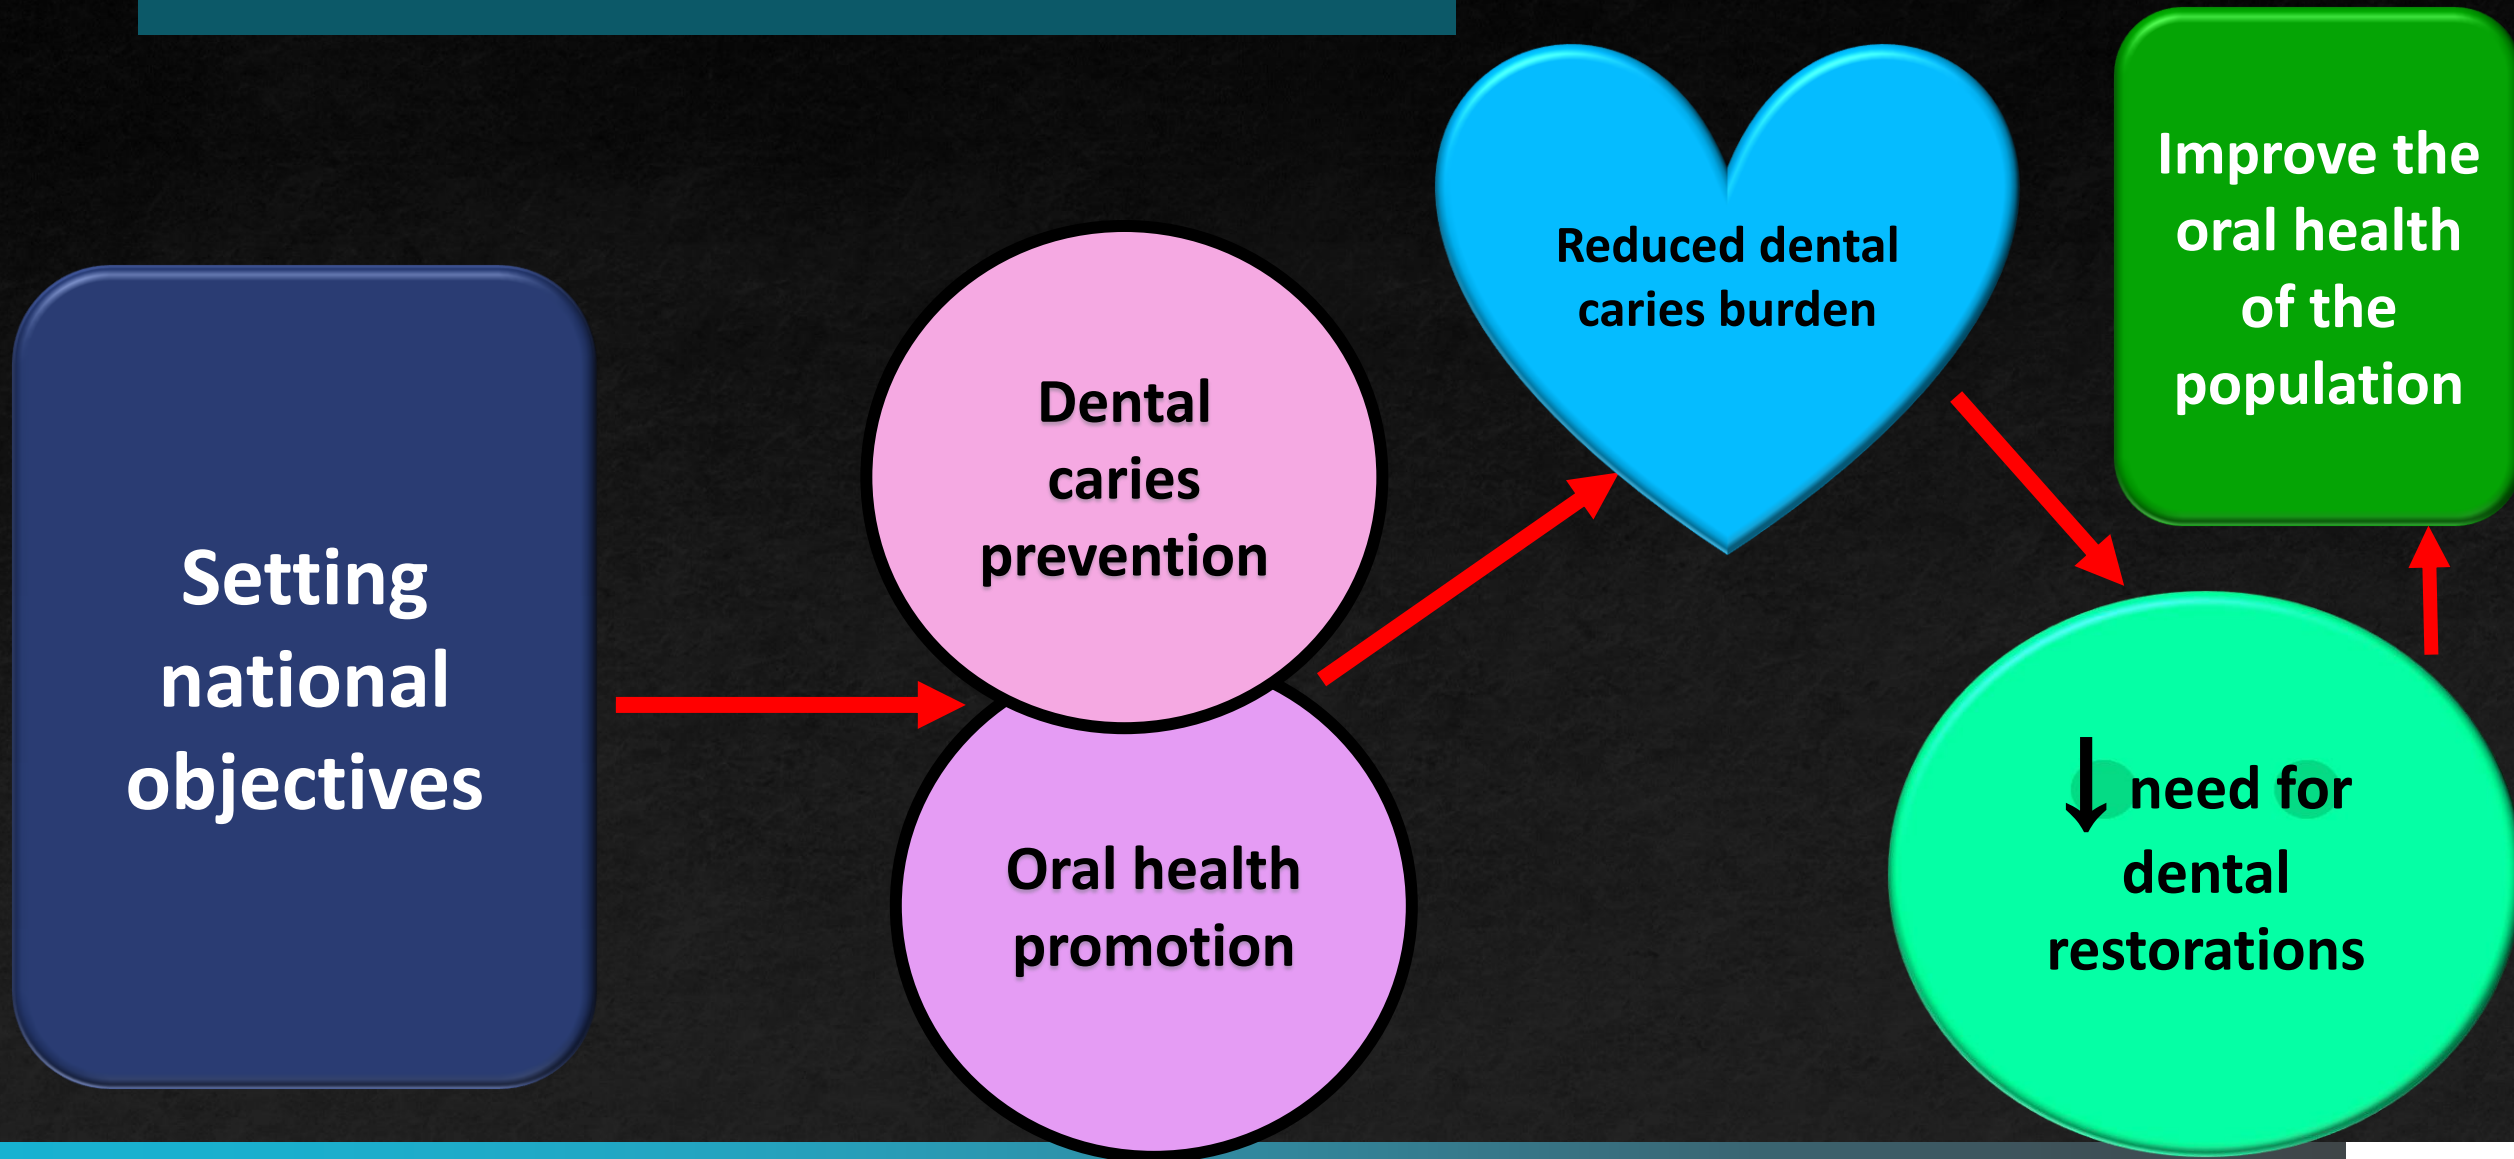 Setting
national
objectives
Dental
caries
prevention
Oral health
promotion
Reduced dental
caries burden
↓ need for
dental
restorations
Improve the
oral health
of the
population